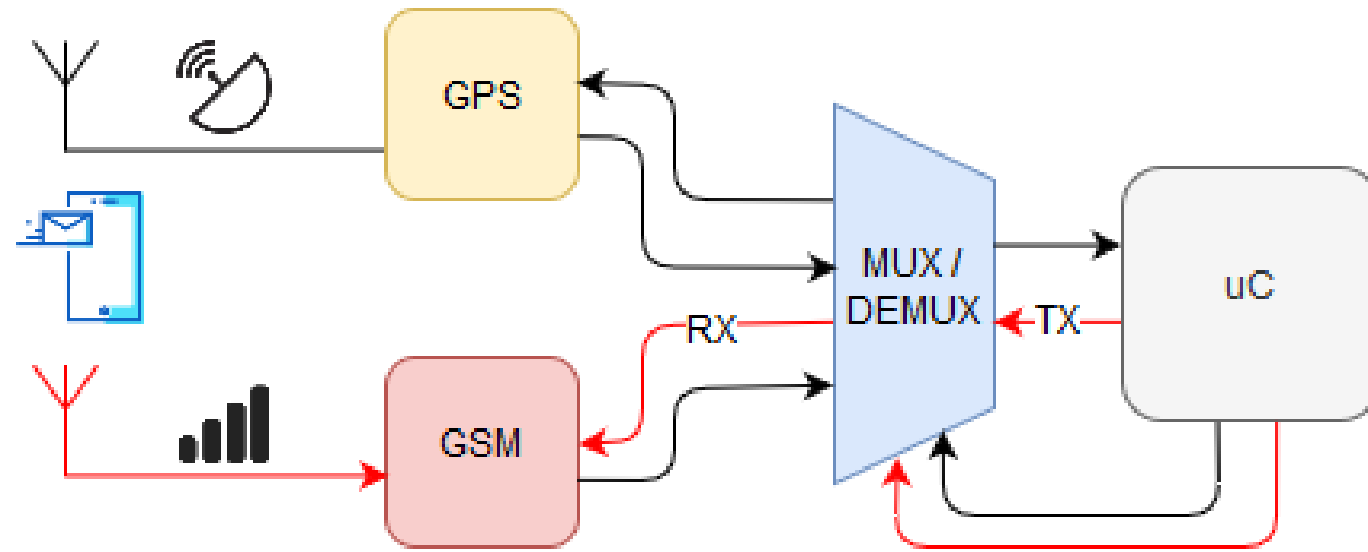 GPS
MUX /
DEMUX
uC
RX
TX
GSM